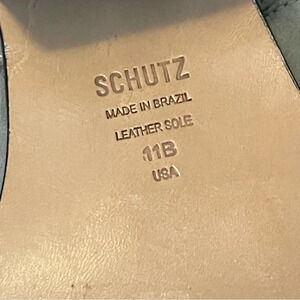 SCHUTZ
MADE IN BRAZIL
LEATHER SOLE
11B
USA